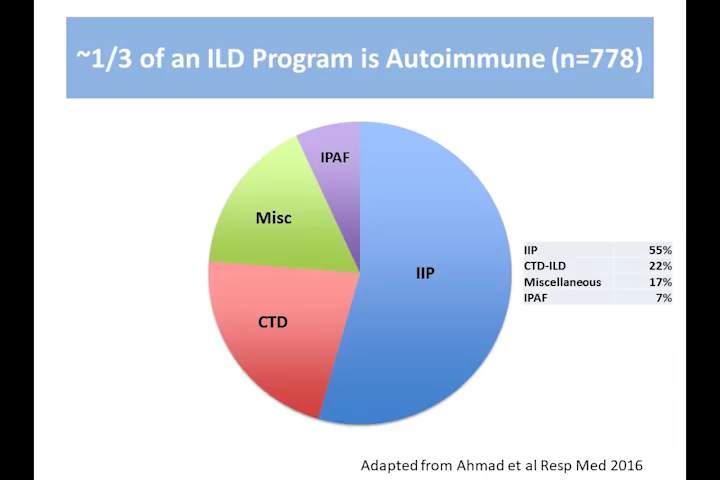 ~1/3 of an ILD Program is Autoimmune (n=778)
IPAF
Misc
IIP
CTD
IIP 55%
CTD-ILD 22%
Miscellaneous 17%
IPAF 7%
Adapted from Ahmad et al Resp Med 2016